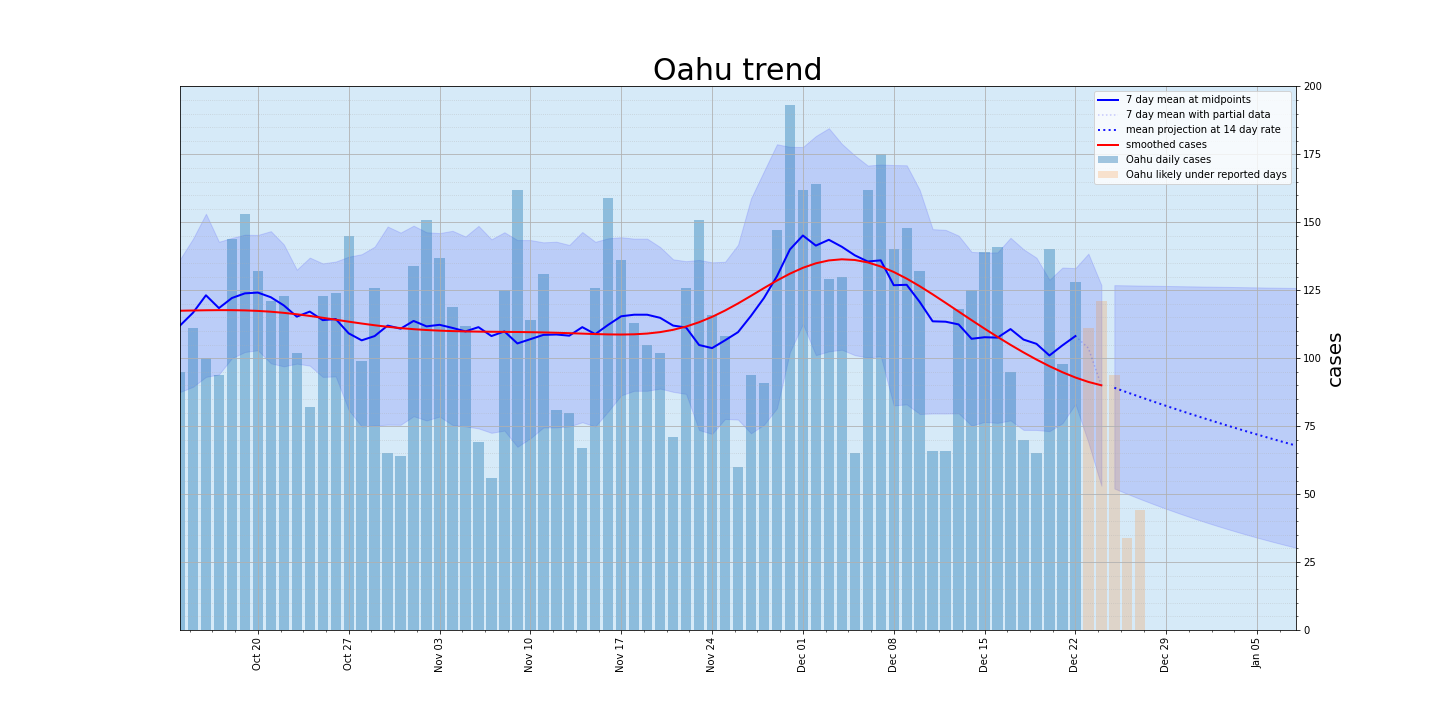 Oahu trend
7 day mean at midpoints
7 day mean with partial data
mean projection at 14 day rate
smoothed cases
Oahu daily cases
Oahu likely under reported days
200
175
150
125
100
75
50
25
0
cases
Oct 20
Oct 27
Nov 03
Nov 10
Nov 17
Nov 24
Dec 01
Dec 08
Dec 15
Dec 22
Dec 29
Jan 05